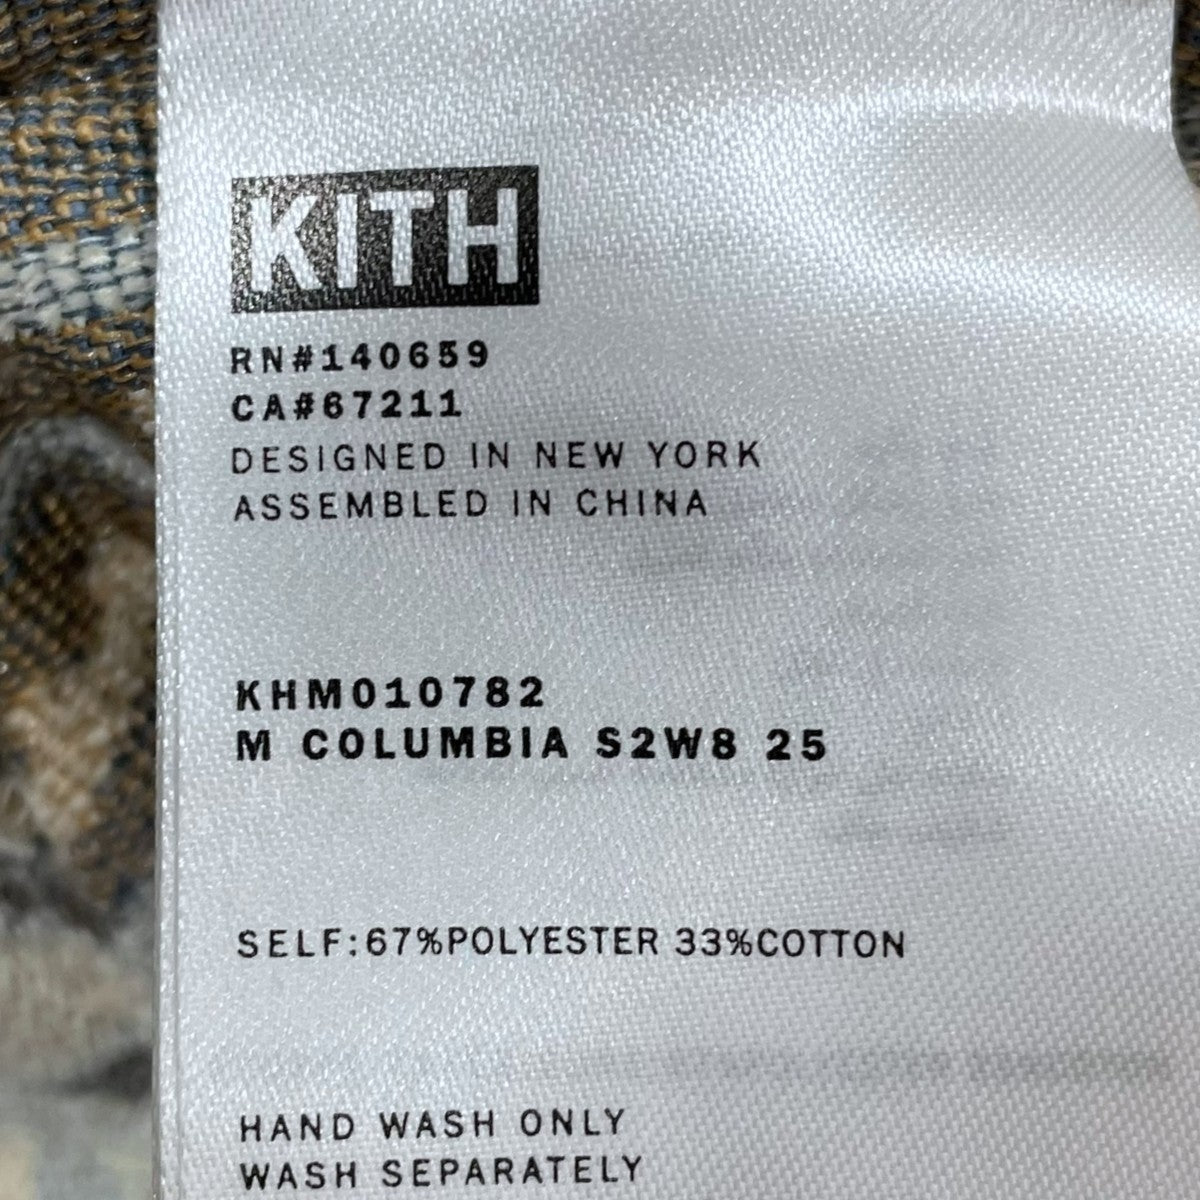 KITH
RN#140659
CA#67211
DESIGNED IN NEW YORK
ASSEMBLED IN CHINA
KHM010782
M COLUMBIA S2W8 25
SELF:67%POLYESTER 33%COTTON
HAND WASH ONLY
WASH SEPARATELY